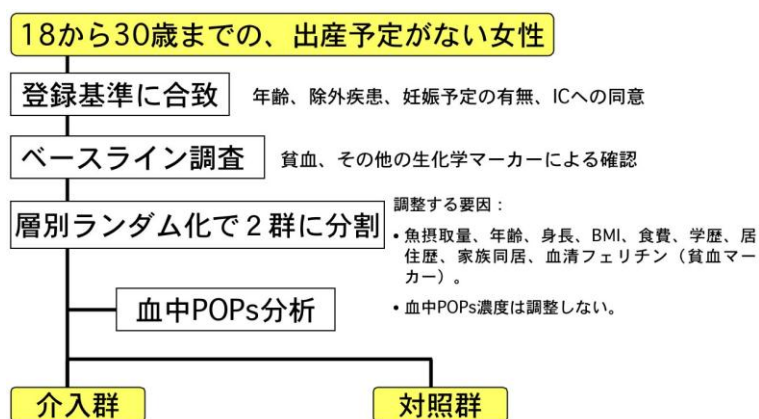 18から30歳までの、出産予定がない女性
登録基準に合致
年齢、除外疾患、妊娠予定の有無、ICへの同意
ベースライン調査
貧血、その他の生化学マーカーによる確認
層別ランダム化で２群に分割
調整する要因：
• 魚摂取量、年齢、身長、BMI、食費、学歴、居
住歴、家族同居、血清フェリチン（貧血マー
カー）。
血中POPs分析
• 血中POPs濃度は調整しない。
介入群
対照群